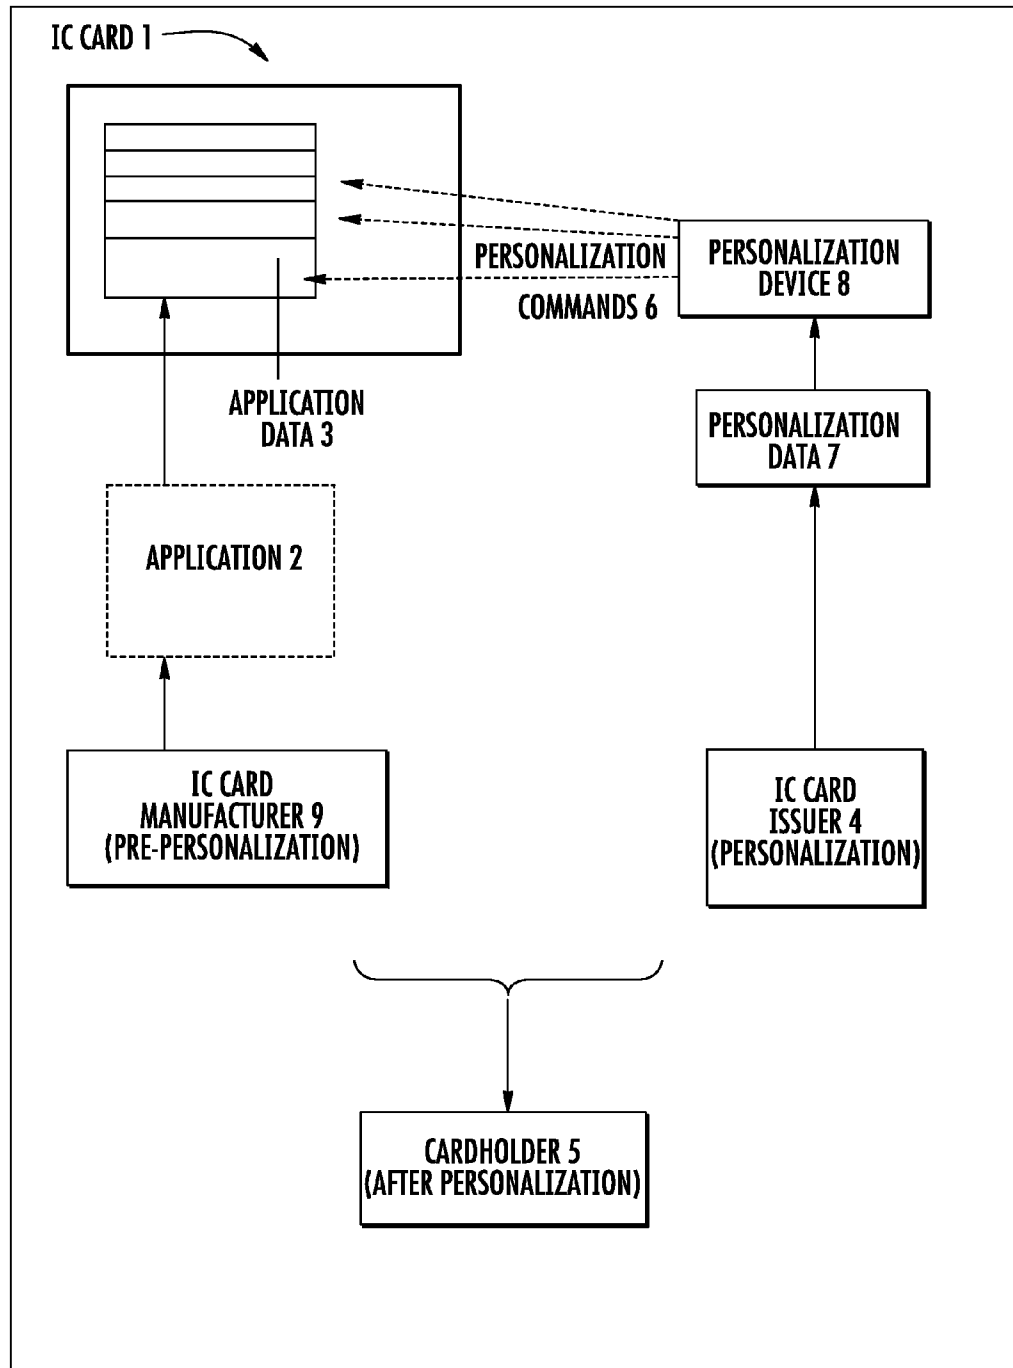 IC CARD 1
PERSONALIZATION
COMMANDS 6
PERSONALIZATION
DEVICE 8
APPLICATION
DATA 3
PERSONALIZATION
DATA 7
APPLICATION 2
IC CARD
MANUFACTURER 9
(PRE-PERSONALIZATION)
IC CARD
ISSUER 4
(PERSONALIZATION)
CARDHOLDER 5
(AFTER PERSONALIZATION)